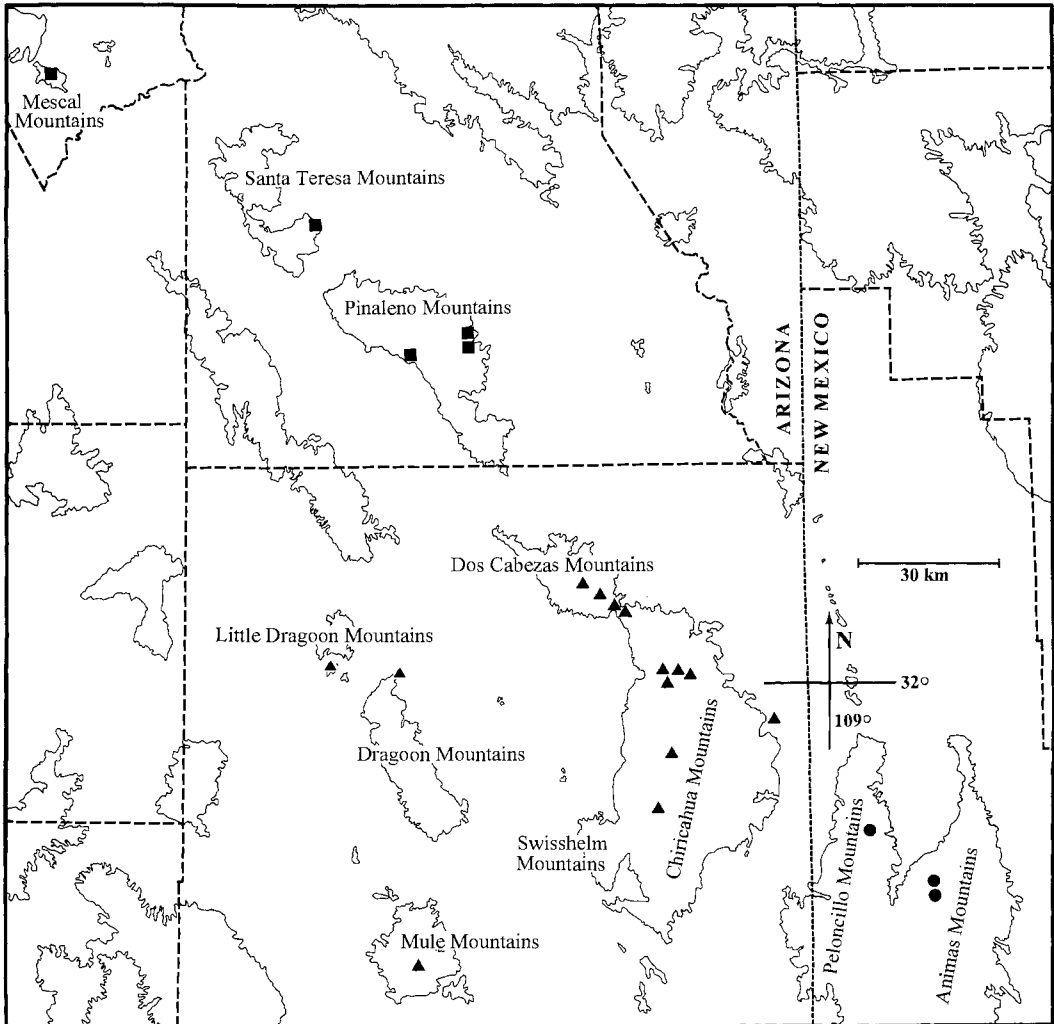 Mescal
Mountains
Santa Teresa Mountains
Pinaleno Mountains
ARIZONA
NEW MEXICO
Dos Cabezas Mountains
30 km
Little Dragoon Mountains
N
32°
109°
Dragoon Mountains
Chiricahua Mountains
Swisshelm
Mountains
Peloncillo Mountains
Animas Mountains
Mule Mountains